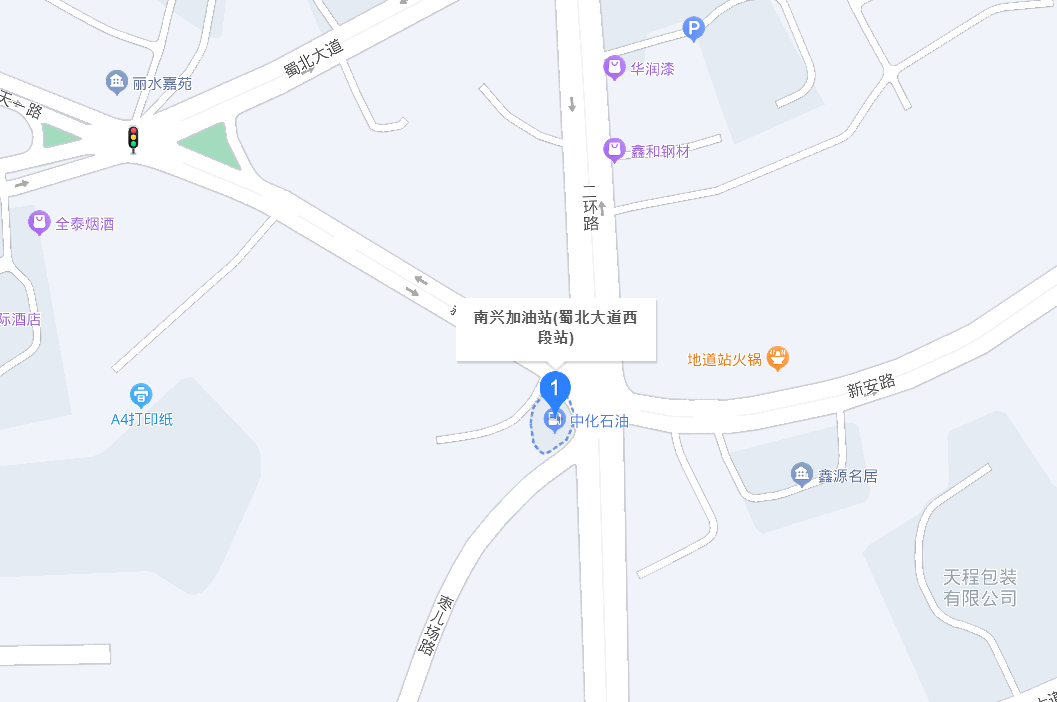 P
蜀北大道
华润漆
丽水嘉苑
天一路
鑫和钢材
二环路
全泰烟酒
际酒店
南兴加油站(蜀北大道西
段站)
地道站火锅
1
新安路
A4打印纸
中化石油
鑫源名居
天程包装
有限公司
枣儿场路